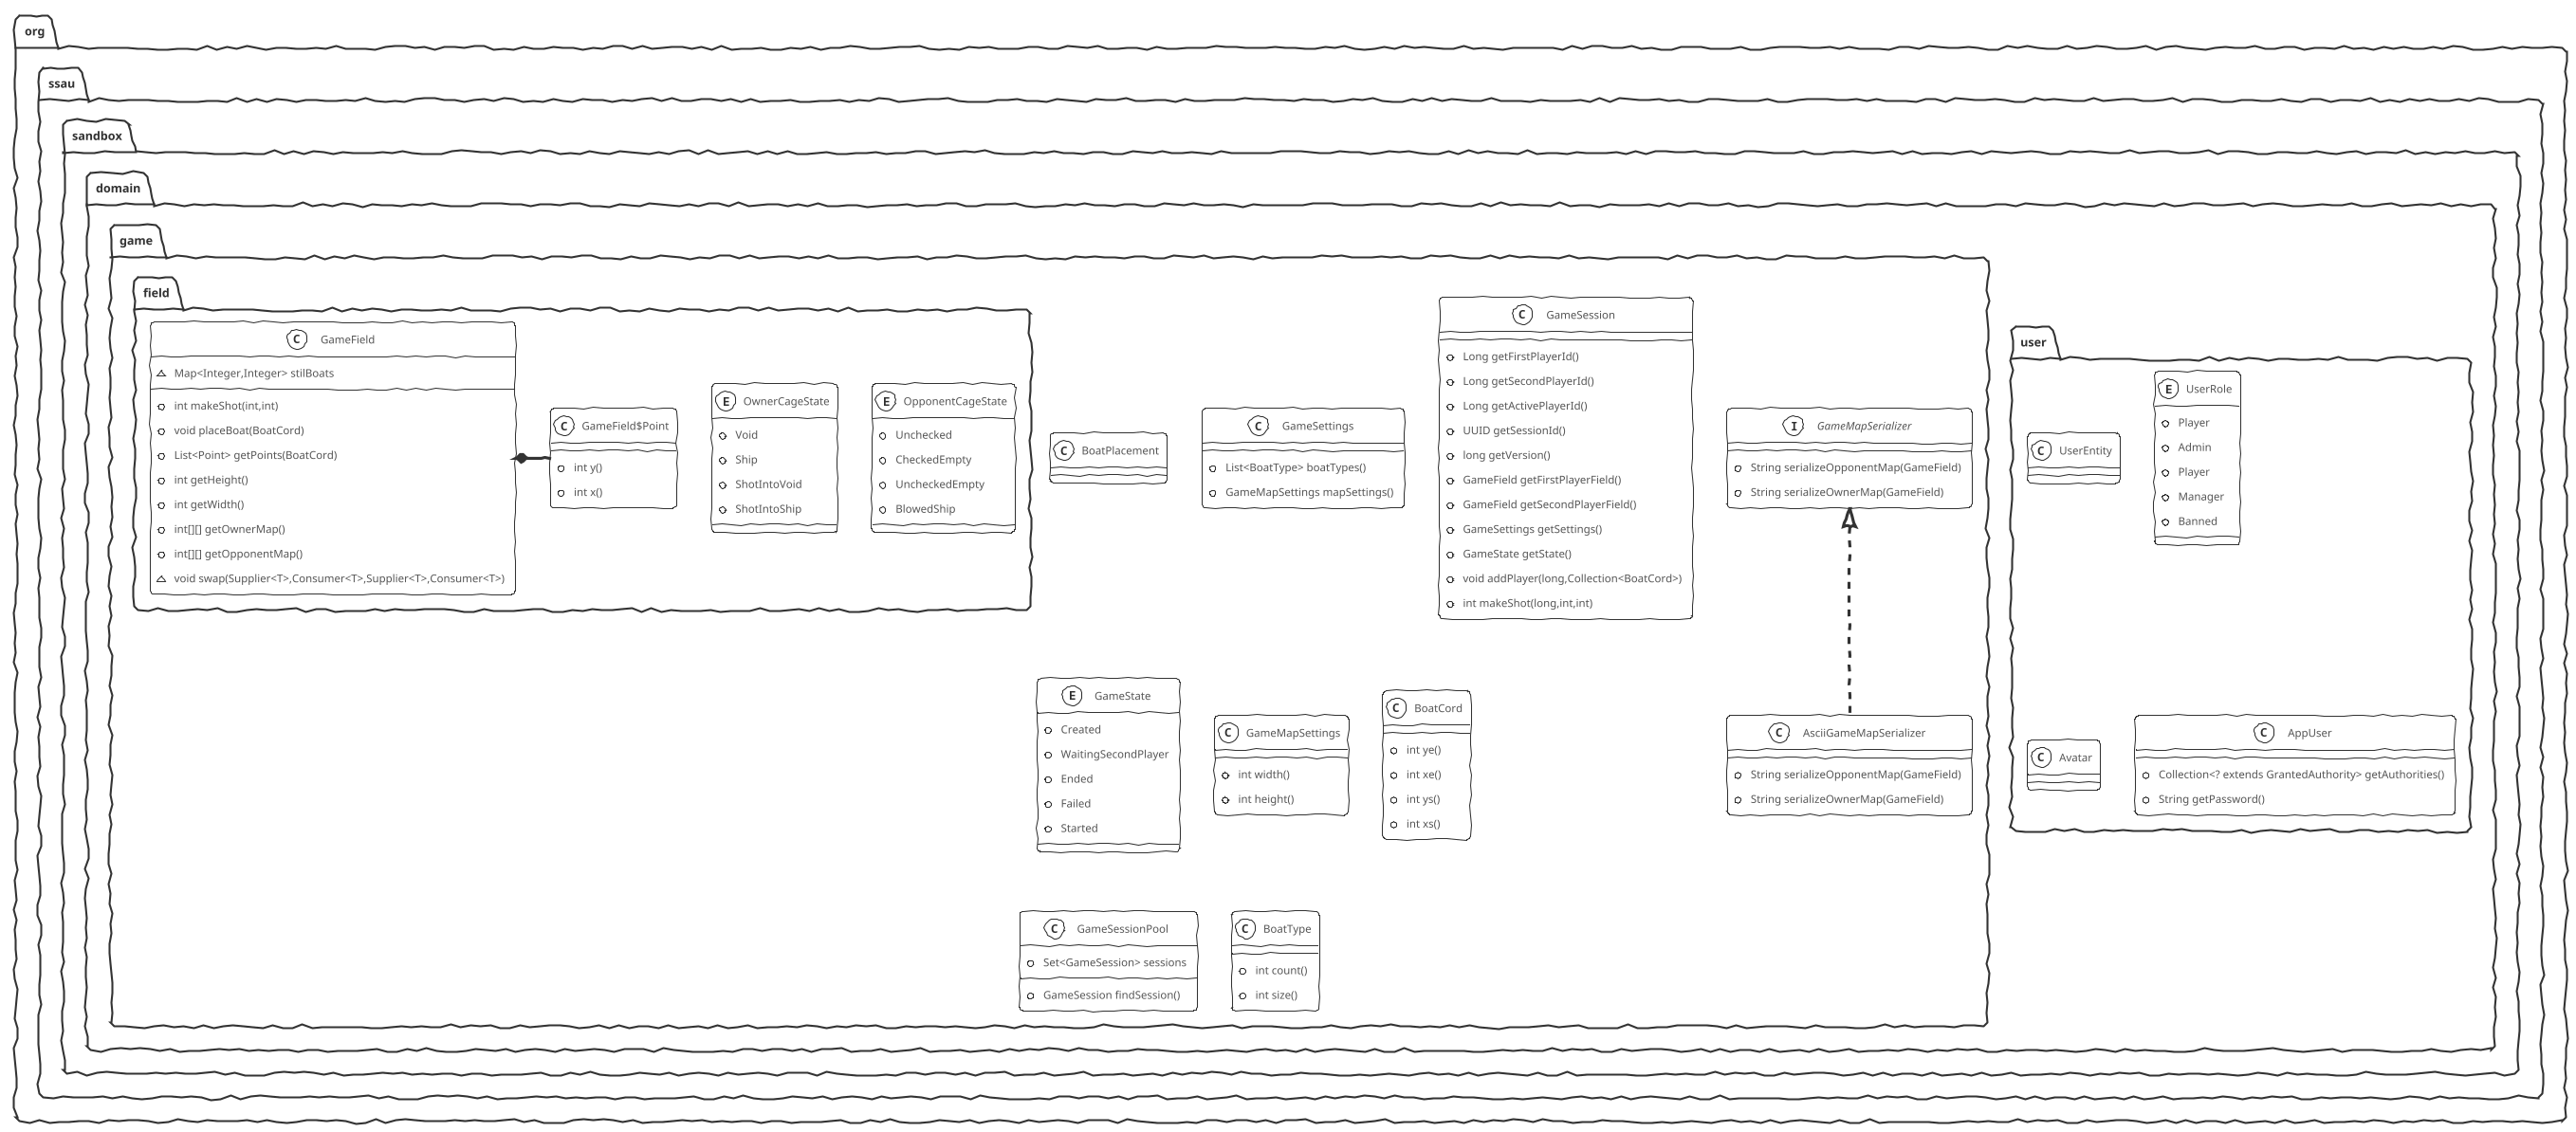 org
ssau
sandbox
domain
game
field
C GameField
Map<Integer,Integer> stilBoats
int makeShot(int,int)
void placeBoat(BoatCord)
List<Point> getPoints(BoatCord)
int getHeight()
int getWidth()
int[][] getOwnerMap()
int[][] getOpponentMap()
void swap(Supplier<T>,Consumer<T>,Supplier<T>,Consumer<T>)
C GameField$Point
int y()
int x()
E OwnerCageState
Void
Ship
ShotIntoVoid
ShotIntoShip
E OpponentCageState
Unchecked
CheckedEmpty
UncheckedEmpty
BlowedShip
C BoatPlacement
C GameSettings
List<BoatType> boatTypes()
GameMapSettings mapSettings()
C GameSession
Long getFirstPlayerId()
Long getSecondPlayerId()
Long getActivePlayerId()
UUID getSessionId()
long getVersion()
GameField getFirstPlayerField()
GameField getSecondPlayerField()
GameSettings getSettings()
GameState getState()
void addPlayer(long,Collection<BoatCord>)
int makeShot(long,int,int)
I GameMapSerializer
String serializeOpponentMap(GameField)
String serializeOwnerMap(GameField)
user
C UserEntity
E UserRole
Player
Admin
Player
Manager
Banned
E GameState
Created
WaitingSecondPlayer
Ended
Failed
Started
C GameMapSettings
int width()
int height()
C BoatCord
int ye()
int xe()
int ys()
int xs()
C AsciiGameMapSerializer
String serializeOpponentMap(GameField)
String serializeOwnerMap(GameField)
C Avatar
C AppUser
Collection<? extends GrantedAuthority> getAuthorities()
String getPassword()
C GameSessionPool
Set<GameSession> sessions
GameSession findSession()
C BoatType
int count()
int size()